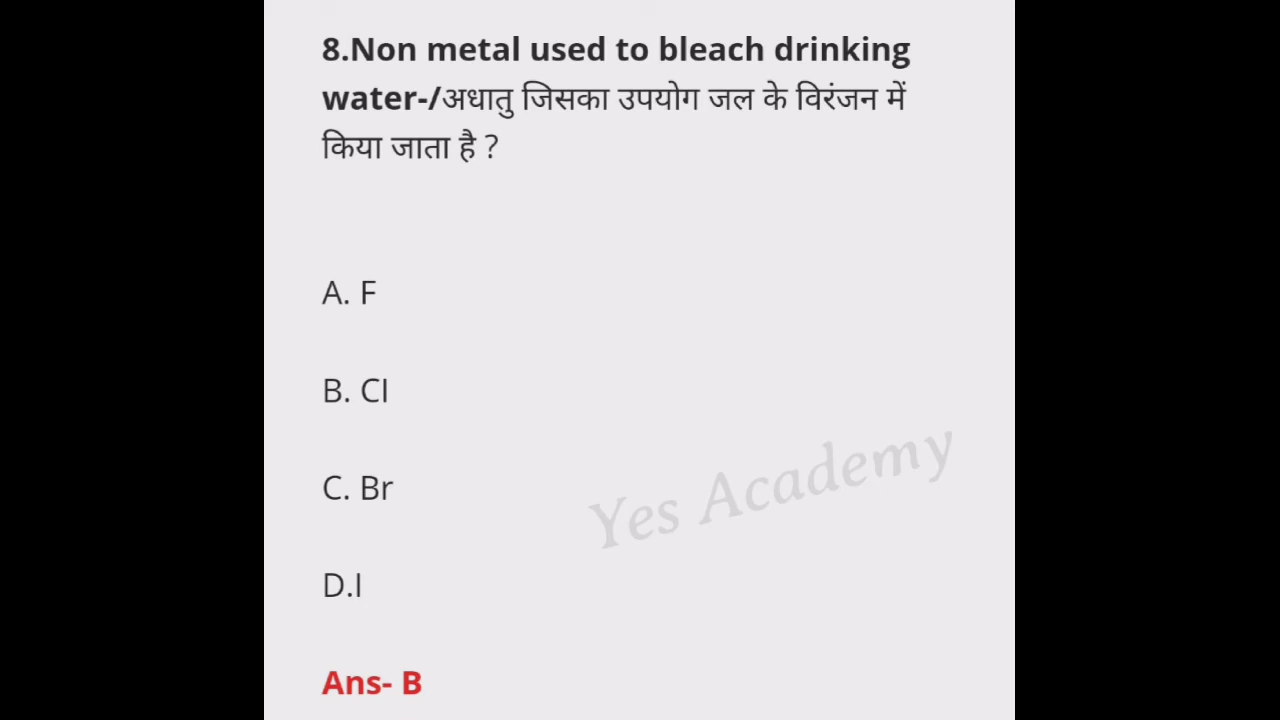 8.Non metal used to bleach drinking
water-/अधातु जिसका उपयोग जल के विरंजन में
किया जाता है ?
A. F
B. Cl
C. Br
Yes Academy
D.I
Ans- B